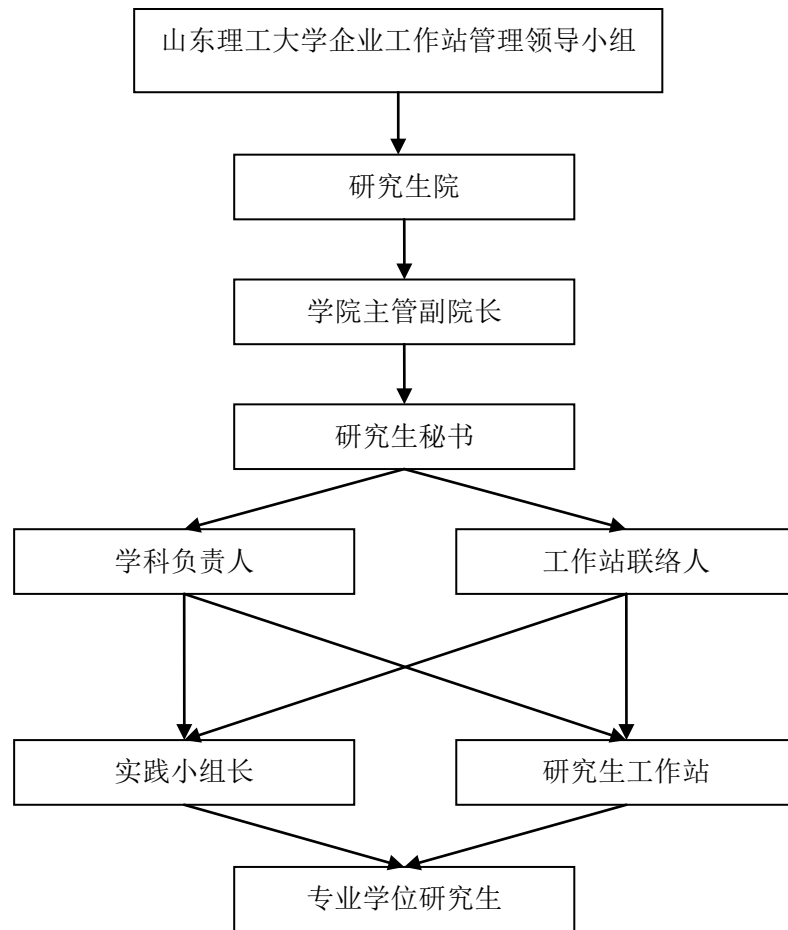 山东理工大学企业工作站管理领导小组
研究生院
学院主管副院长
研究生秘书
学科负责人
工作站联络人
实践小组长
研究生工作站
专业学位研究生